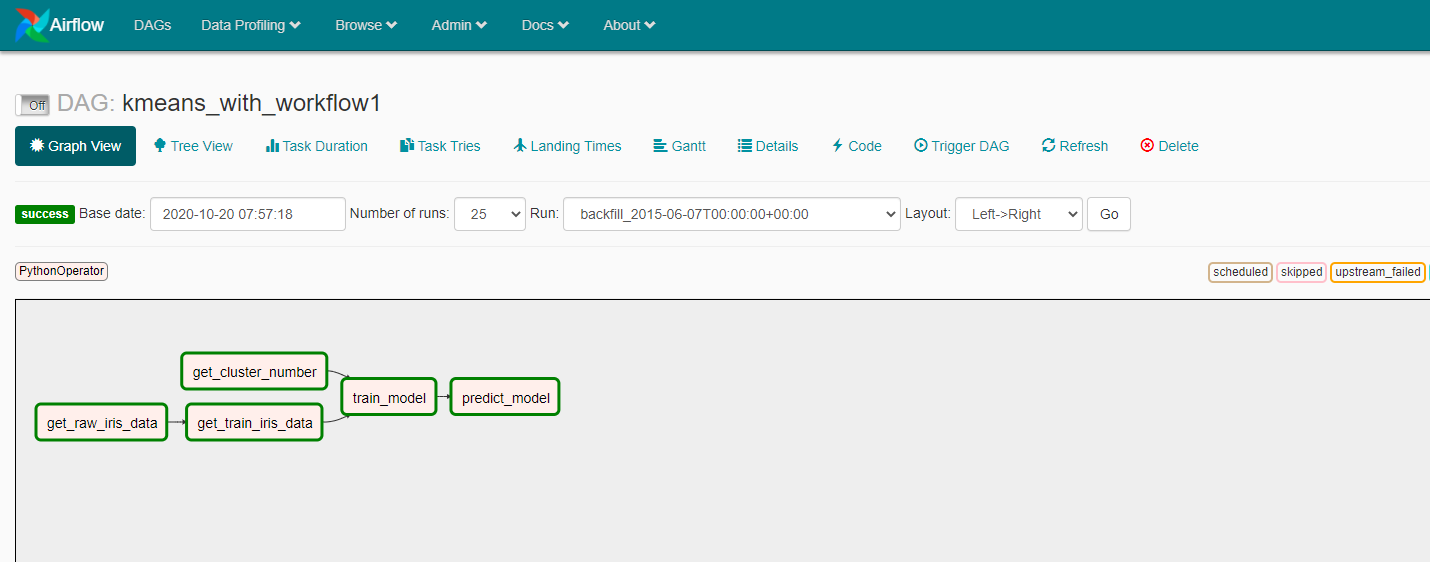 Airflow DAGs Data Profiling Browse Admin Docs About
Off DAG: kmeans_with_workflow1
Graph View Tree View Task Duration Task Tries Landing Times Gantt Details Code Trigger DAG Refresh Delete
success Base date: 2020-10-20 07:57:18 Number of runs: 25 Run: backfill_2015-06-07T00:00:00+00:00 Layout: Left->Right Go
PythonOperator scheduled skipped upstream_failed
get_cluster_number
train_model predict_model
get_raw_iris_data get_train_iris_data